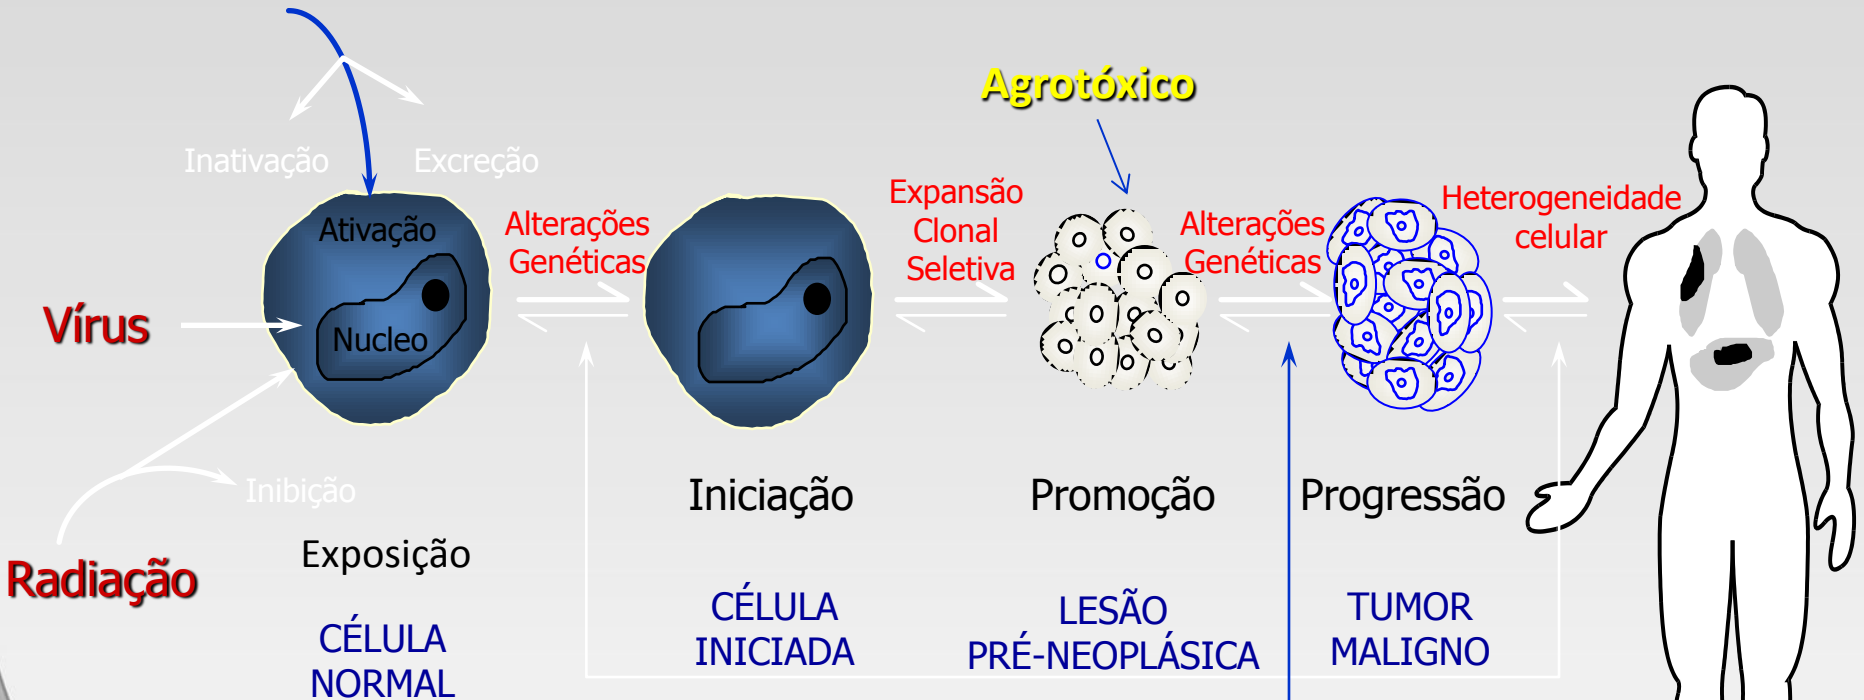 Agrotóxico
Inativação
Excreção
Ativação
Nucleo
Alterações
Genéticas
Expansão
Clonal
Seletiva
Alterações
Genéticas
Heterogeneidade
celular
Vírus
Inibição
Radiação
Exposição
Iniciação
Promoção
Progressão
CÉLULA
NORMAL
CÉLULA
INICIADA
LESÃO
PRÉ-NEOPLÁSICA
TUMOR
MALIGNO